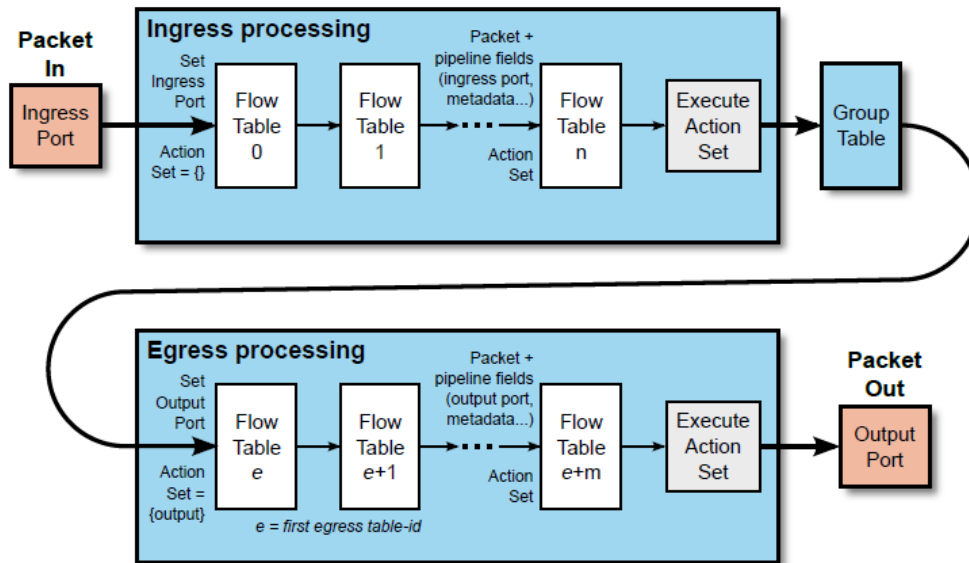 Ingress processing
Packet
In
Ingress
Port
Set
Ingress
Port
Action
Set = {}
Flow
Table
0
Flow
Table
1
Packet +
pipeline fields
(ingress port,
metadata...)
Action
Set
Flow
Table
n
Execute
Action
Set
Group
Table
Egress processing
Set
Output
Port
Action
Set =
{output}
Flow
Table
e
Flow
Table
e+1
e = first egress table-id
Packet +
pipeline fields
(output port,
metadata...)
Action
Set
Flow
Table
e+m
Execute
Action
Set
Packet
Out
Output
Port